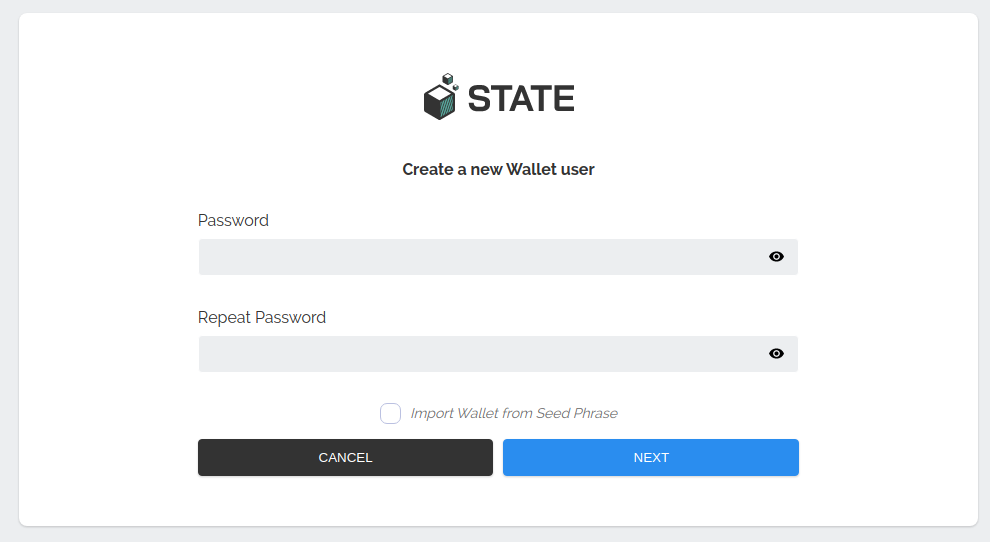 STATE
Create a new Wallet user
Password
Repeat Password
Import Wallet from Seed Phrase
CANCEL NEXT